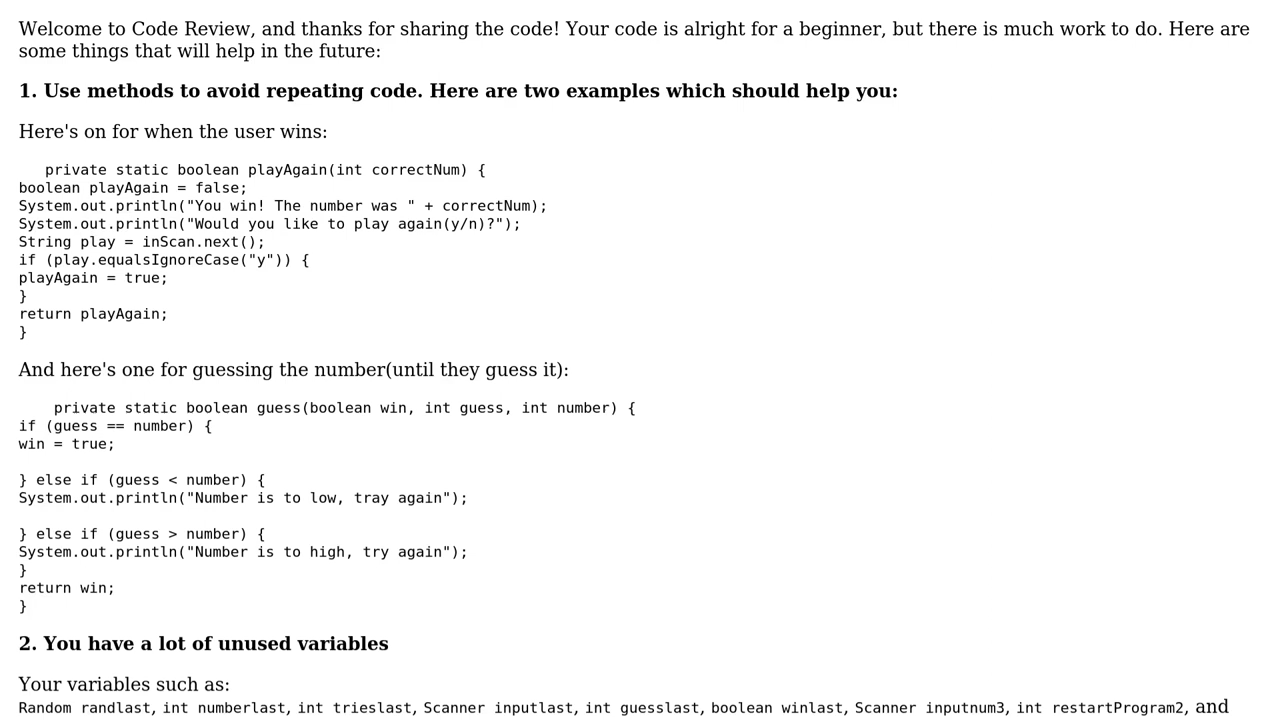 Welcome to Code Review, and thanks for sharing the code! Your code is alright for a beginner, but there is much work to do. Here are
some things that will help in the future:
1. Use methods to avoid repeating code. Here are two examples which should help you:
Here's on for when the user wins:
private static boolean playAgain(int correctNum) {
boolean playAgain = false;
System.out.println("You win! The number was " + correctNum);
System.out.println("Would you like to play again(y/n)?");
String play = inScan.next();
if (play.equalsIgnoreCase("y")) {
playAgain = true;
}
return playAgain;
}
And here's one for guessing the number(until they guess it):
private static boolean guess(boolean win, int guess, int number) {
if (guess == number) {
win = true;
} else if (guess < number) {
System.out.println("Number is to low, tray again");
} else if (guess > number) {
System.out.println("Number is to high, try again");
}
return win;
}
2. You have a lot of unused variables
Your variables such as:
Random randlast, int numberlast, int trieslast, Scanner inputlast, int guesslast, boolean winlast, Scanner inputnum3, int restartProgram2, and